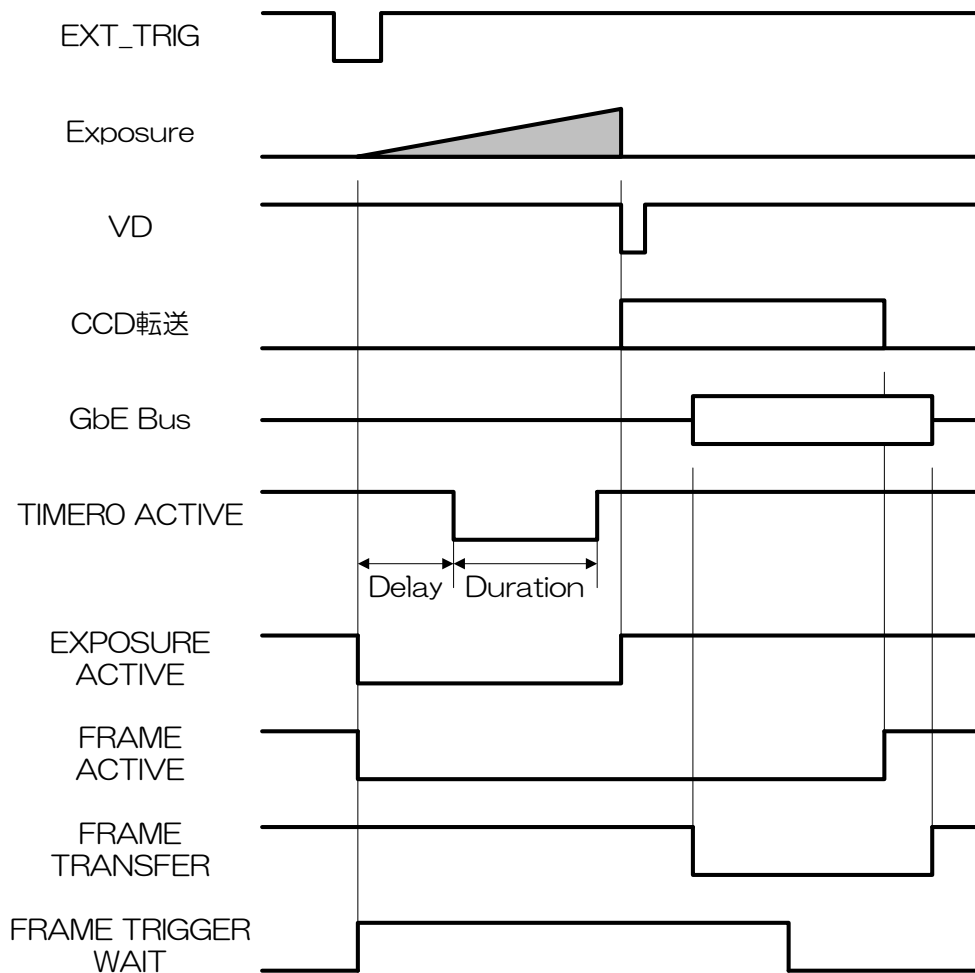 EXT_TRIG
Exposure
VD
CCD転送
GbE Bus
TIMER0 ACTIVE
Delay
Duration
EXPOSURE
ACTIVE
FRAME
ACTIVE
FRAME
TRANSFER
FRAME TRIGGER
WAIT